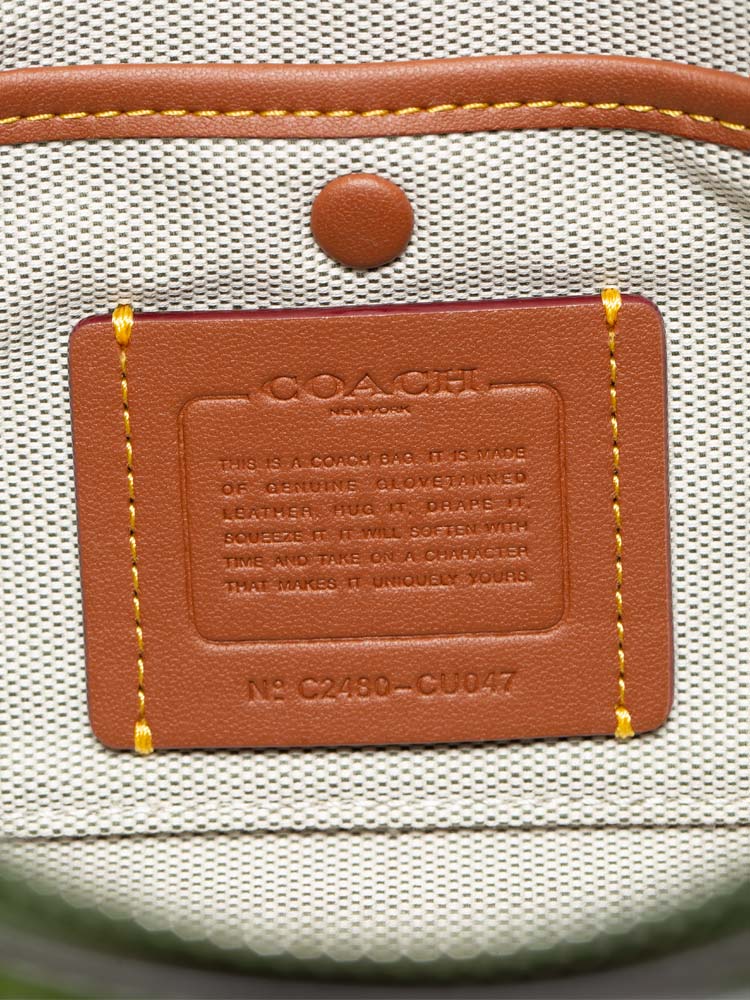 COACH
NEW YORK
THIS IS A COACH BAG. IT IS MADE
OF GENUINE GLOVETANNED
LEATHER, HUG IT, DRAPE IT,
SQUEEZE IT. IT WILL SOFTEN WITH
TIME AND TAKE ON A CHARACTER
THAT MAKES IT UNIQUELY YOURS.
Nº C2480-CU047